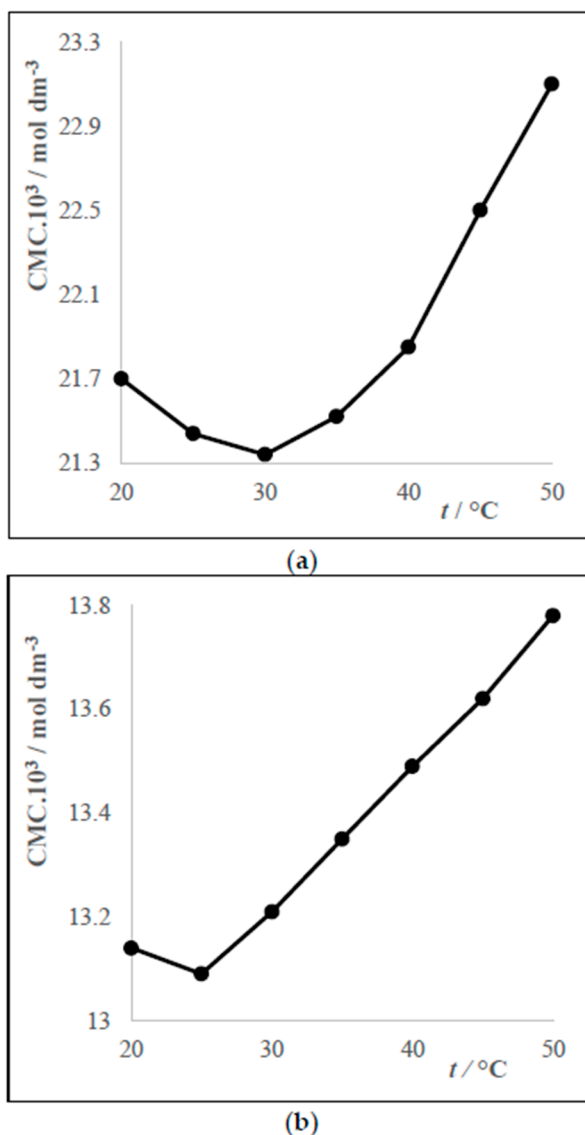 CMC.10³ / mol dm⁻³
23.3
22.9
22.5
22.1
21.7
21.3
20 30 40 50
t / °C
(a)
CMC.10³ / mol dm⁻³
13.8
13.6
13.4
13.2
13
20 30 40 50
t / °C
(b)